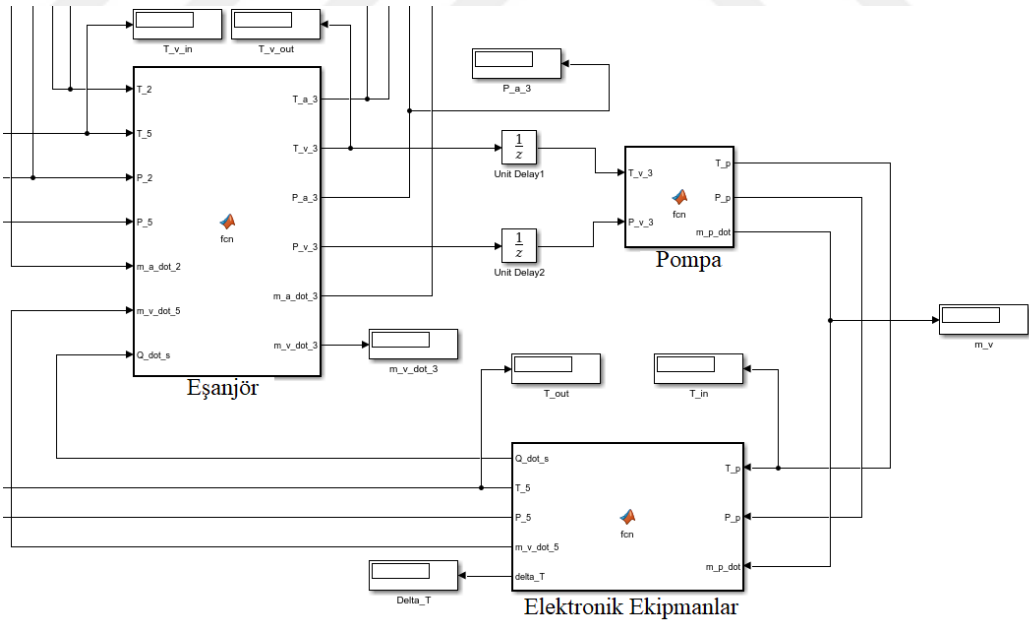 T_v_in
T_v_out
P_a_3
T_2
T_5
P_2
P_5
m_a_dot_2
m_v_dot_5
Q_dot_s
fcn
T_a_3
T_v_3
P_a_3
P_v_3
m_a_dot_3
m_v_dot_3
Eşanjör
1
z
Unit Delay1
1
z
Unit Delay2
T_v_3
P_v_3
fcn
T_p
P_p
m_p_dot
Pompa
m_v_dot_3
m_v
T_out
T_in
Q_dot_s
T_5
P_5
m_v_dot_5
delta_T
fcn
T_p
P_p
m_p_dot
Delta_T
Elektronik Ekipmanlar